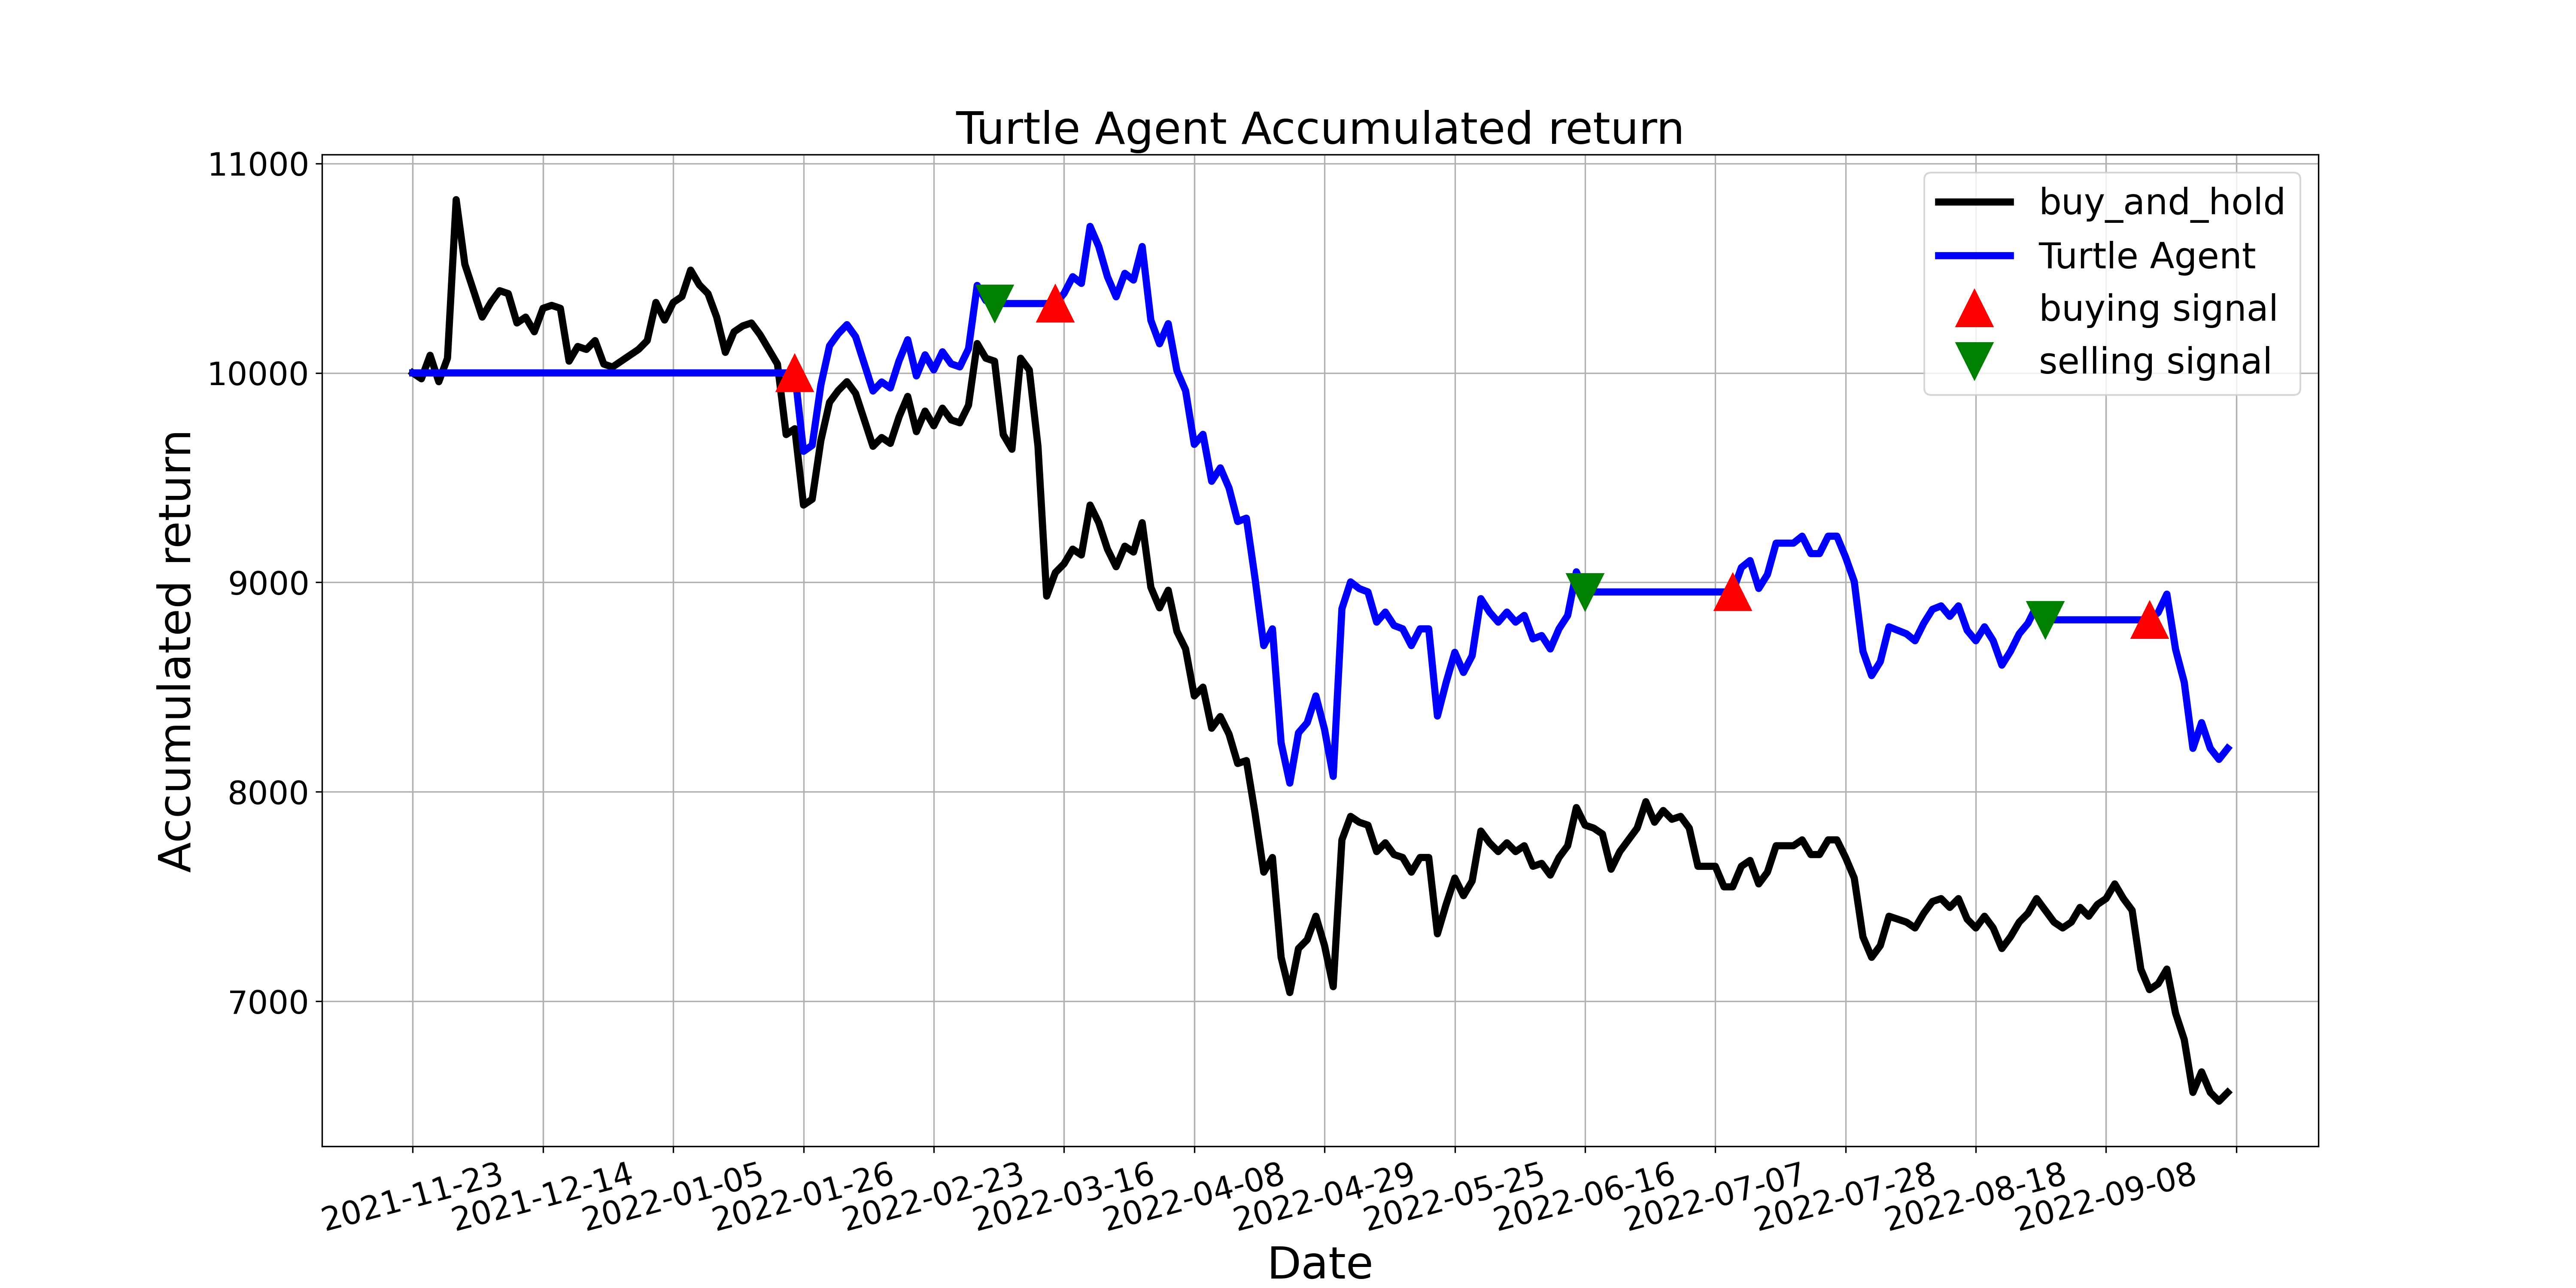 Turtle Agent Accumulated return
11000
10000
9000
8000
7000
Accumulated return
buy_and_hold
Turtle Agent
buying signal
selling signal
2021-11-23
2021-12-14
2022-01-05
2022-01-26
2022-02-23
2022-03-16
2022-04-08
2022-04-29
2022-05-25
2022-06-16
2022-07-07
2022-07-28
2022-08-18
2022-09-08
Date